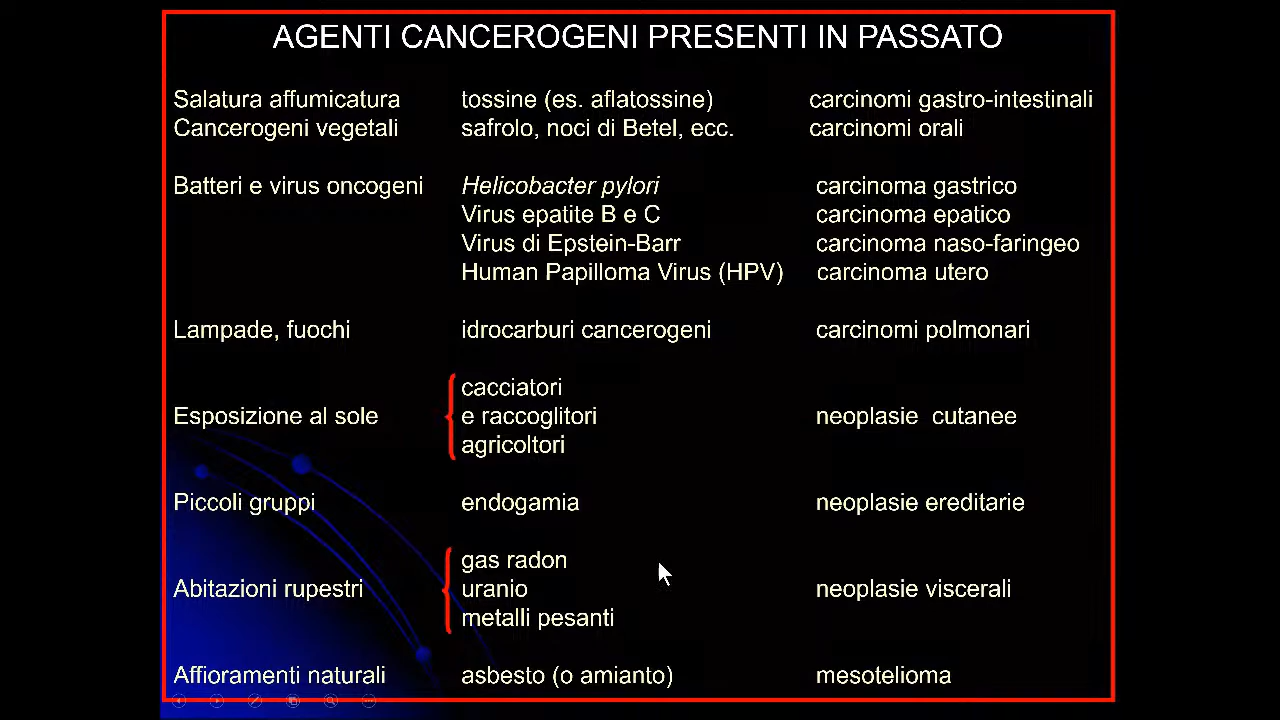 AGENTI CANCEROGENI PRESENTI IN PASSATO
Salatura affumicatura tossine (es. aflatossine) carcinomi gastro-intestinali
Cancerogeni vegetali safrolo, noci di Betel, ecc. carcinomi orali
Batteri e virus oncogeni Helicobacter pylori carcinoma gastrico
Virus epatite B e C carcinoma epatico
Virus di Epstein-Barr carcinoma naso-faringeo
Human Papilloma Virus (HPV) carcinoma utero
Lampade, fuochi idrocarburi cancerogeni carcinomi polmonari
cacciatori
Esposizione al sole e raccoglitori neoplasie cutanee
agricoltori
Piccoli gruppi endogamia neoplasie ereditarie
gas radon
Abitazioni rupestri uranio neoplasie viscerali
metalli pesanti
Affioramenti naturali asbesto (o amianto) mesotelioma